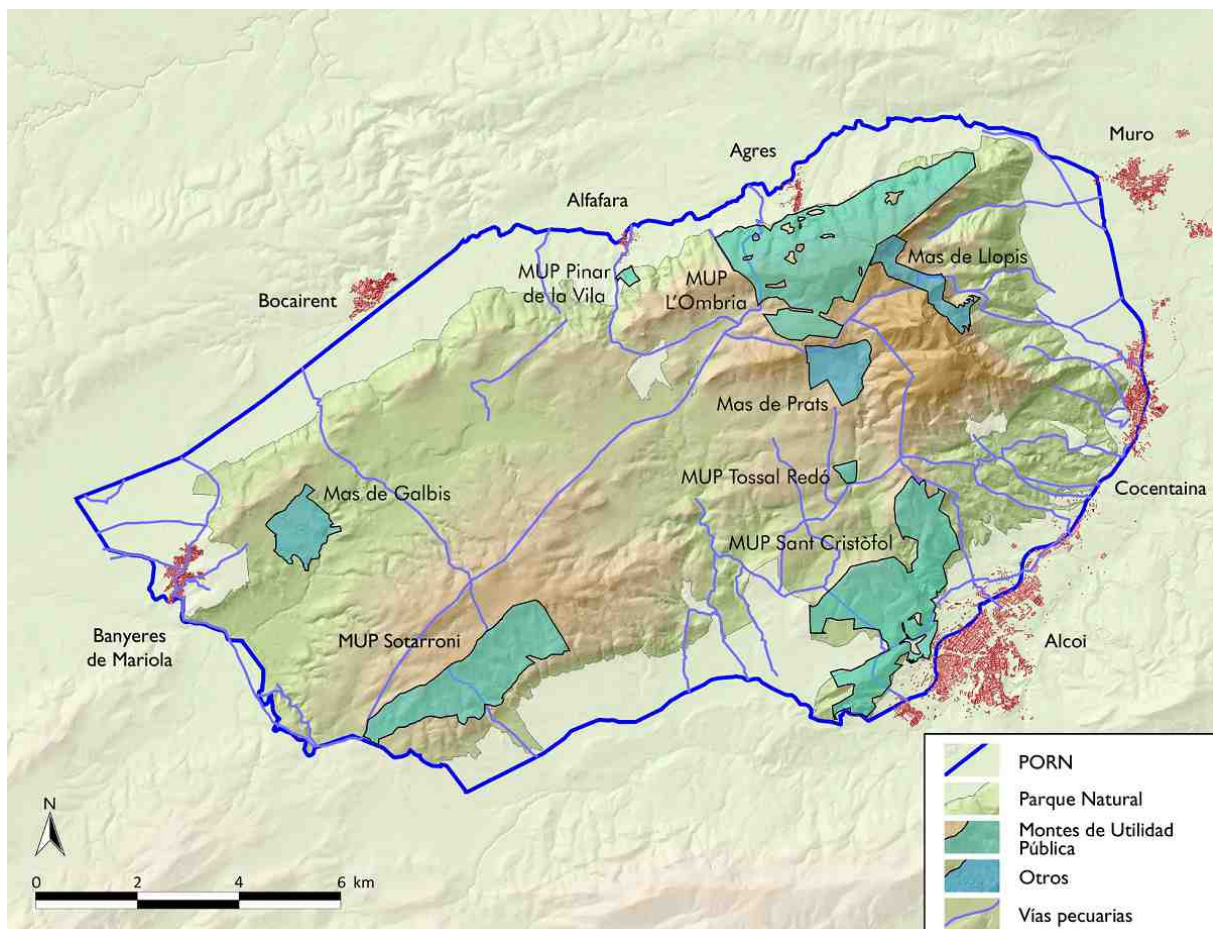 Muro
Agres
Alfafara
Mas de Llopis
MUP Pinar
de la Vila
MUP
L'Ombria
Bocairent
Mas de Prats
MUP Tossal Redó
Cocentaina
Mas de Galbis
MUP Sant Cristòfol
Banyeres
de Mariola
MUP Sotarroni
Alcoi
PORN
Parque Natural
Montes de Utilidad
Pública
Otros
Vías pecuarias
N
0 2 4 6 km